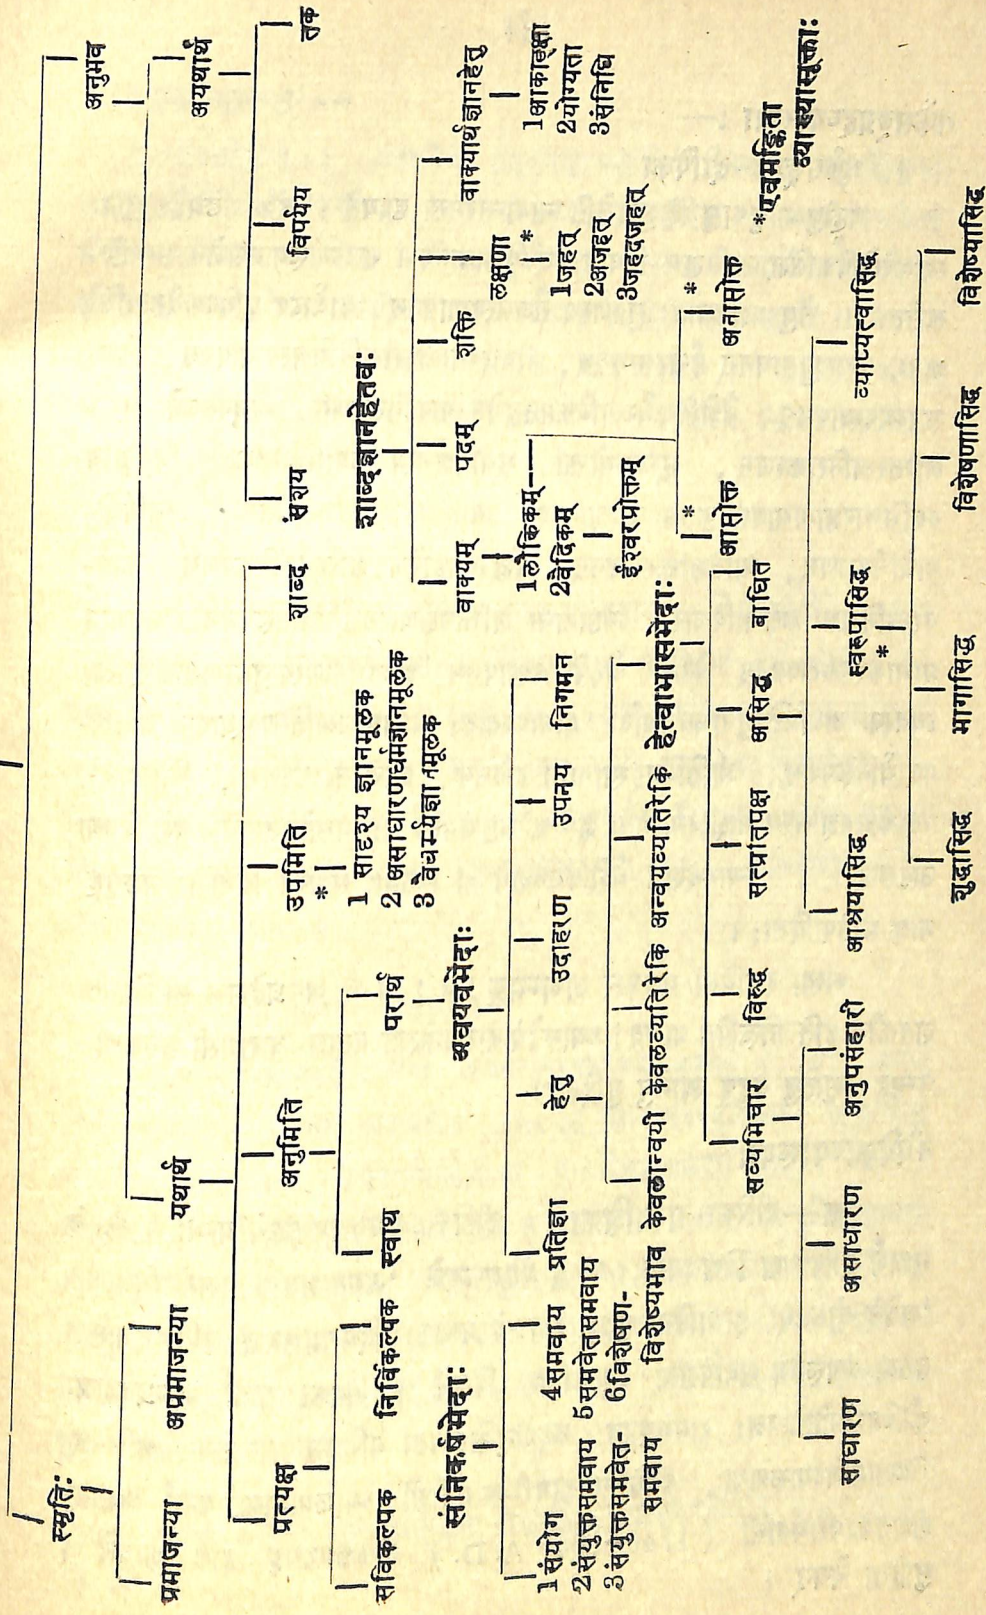 स्मृतिः अनुभव
प्रमाजन्या अप्रमाजन्या यथार्थ अयथार्थ
प्रत्यक्ष अनुमिति उपमिति शाब्द संशय विपर्यय तर्क
*
1 सादृश्य ज्ञानमूलक
2 असाधारणधर्मज्ञानमूलक
3 वैधर्म्यज्ञानमूलक
सविकल्पक निर्विकल्पक स्वार्थ परार्थ
शाब्दज्ञानहेतवः
वाक्यम् पदम् शक्ति लक्षणा वाक्यार्थज्ञानहेतु
*
1जहत्
2अजहत्
3जहदजहत्
1आकाङ्क्षा
2योग्यता
3संनिधि
1लौकिकम्
2वैदिकम्
ईश्वरप्रोक्तम्
* *
आप्तोक्त अनाप्तोक्त
*एवमङ्किता
व्याख्यासूक्ताः
संनिकर्षभेदाः
1संयोग 4समवाय
2संयुक्तसमवाय 5समवेतसमवाय
3संयुक्तसमवेत- 6विशेषण-
समवाय विशेष्यभाव
अवयवभेदाः
प्रतिज्ञा हेतु उदाहरण उपनय निगमन
केवलान्वयी केवलव्यतिरेकि अन्वयव्यतिरेकि
हेत्वाभासभेदाः
सव्यभिचार विरुद्ध सत्प्रतिपक्ष असिद्ध बाधित
साधारण असाधारण अनुपसंहारी
आश्रयासिद्ध स्वरूपासिद्ध व्याप्यत्वासिद्ध
*
शुद्धासिद्ध भागासिद्ध विशेषणासिद्ध विशेष्यासिद्ध